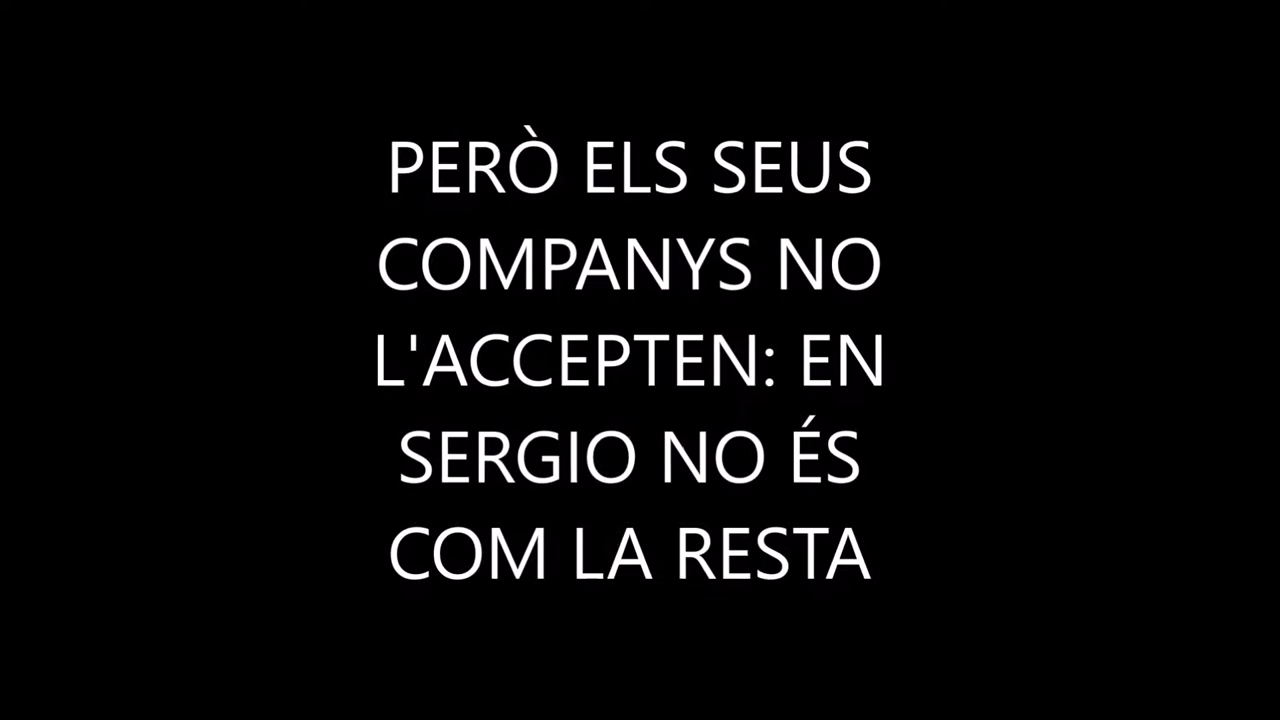 PERÒ ELS SEUS
COMPANYS NO
L'ACCEPTEN: EN
SERGIO NO ÉS
COM LA RESTA